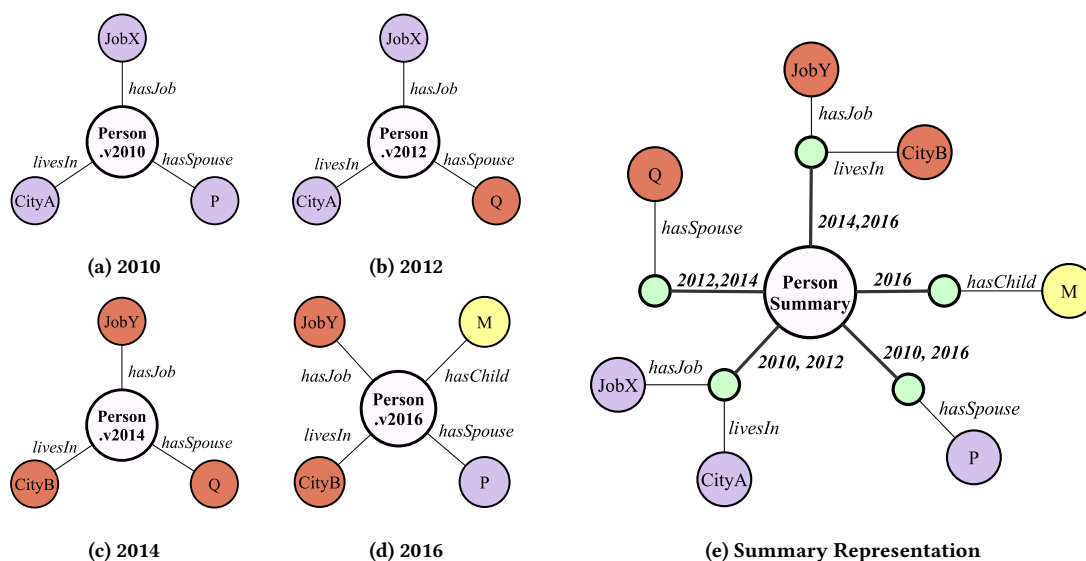 JobX
hasJob
Person
.v2010
livesIn
hasSpouse
CityA
P
(a) 2010
JobX
hasJob
Person
.v2012
livesIn
hasSpouse
CityA
Q
(b) 2012
JobY
hasJob
Person
.v2014
livesIn
hasSpouse
CityB
Q
(c) 2014
JobY
M
hasJob
hasChild
Person
.v2016
livesIn
hasSpouse
CityB
P
(d) 2016
JobY
hasJob
CityB
livesIn
Q
hasSpouse
2014,2016
2012,2014
Person
Summary
2016
hasChild
M
2010, 2012
2010, 2016
JobX
hasJob
livesIn
CityA
hasSpouse
P
(e) Summary Representation